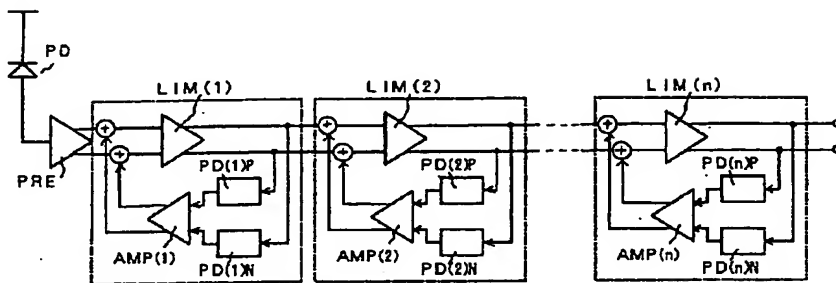 PD
LIM(1)
LIM(2)
LIM(n)
PRE
PD(1)P
PD(2)P
PD(n)P
AMP(1)
PD(1)N
AMP(2)
PD(2)N
AMP(n)
PD(n)N